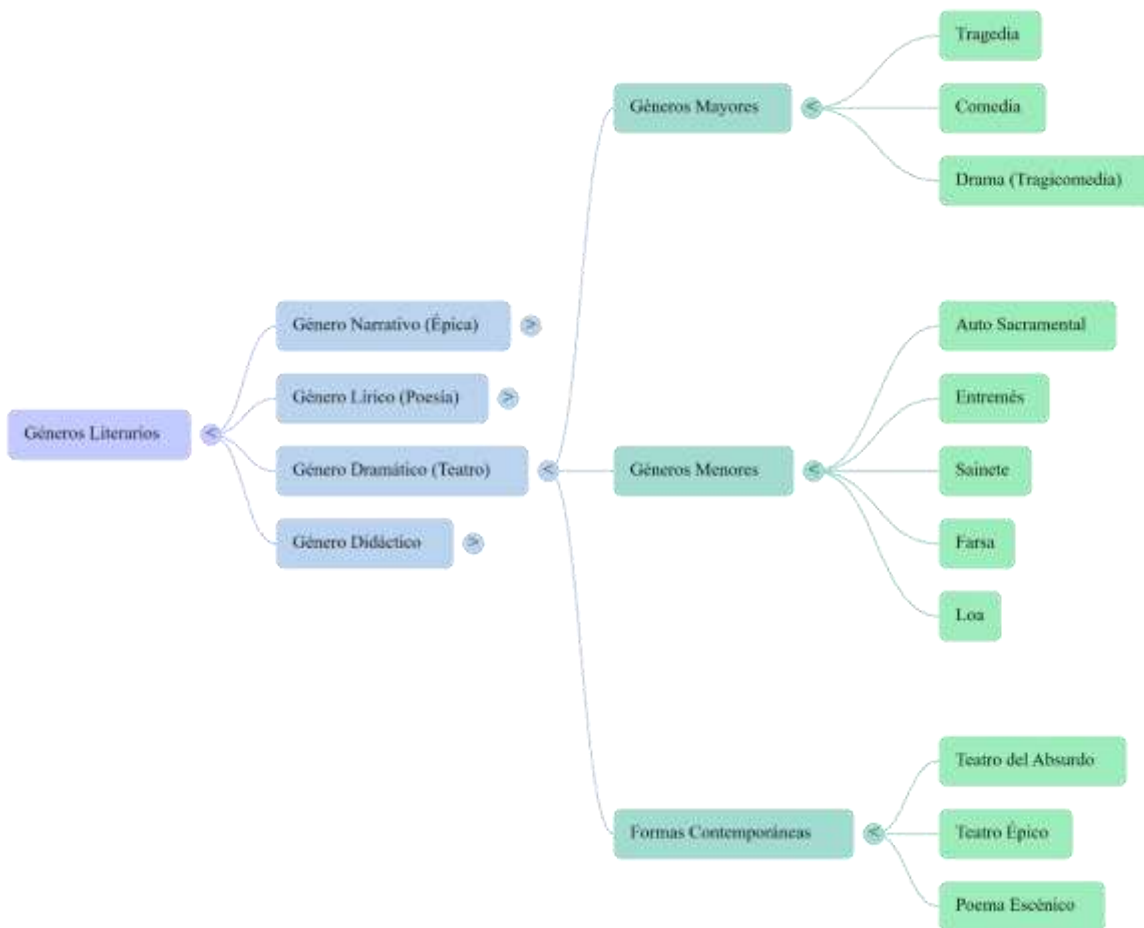 Géneros Literarios
Género Narrativo (Épica)
Género Lírico (Poesía)
Género Dramático (Teatro)
Género Didáctico
Géneros Mayores
Tragedia
Comedia
Drama (Tragicomedia)
Géneros Menores
Auto Sacramental
Entremés
Sainete
Farsa
Loa
Formas Contemporáneas
Teatro del Absurdo
Teatro Épico
Poema Escénico